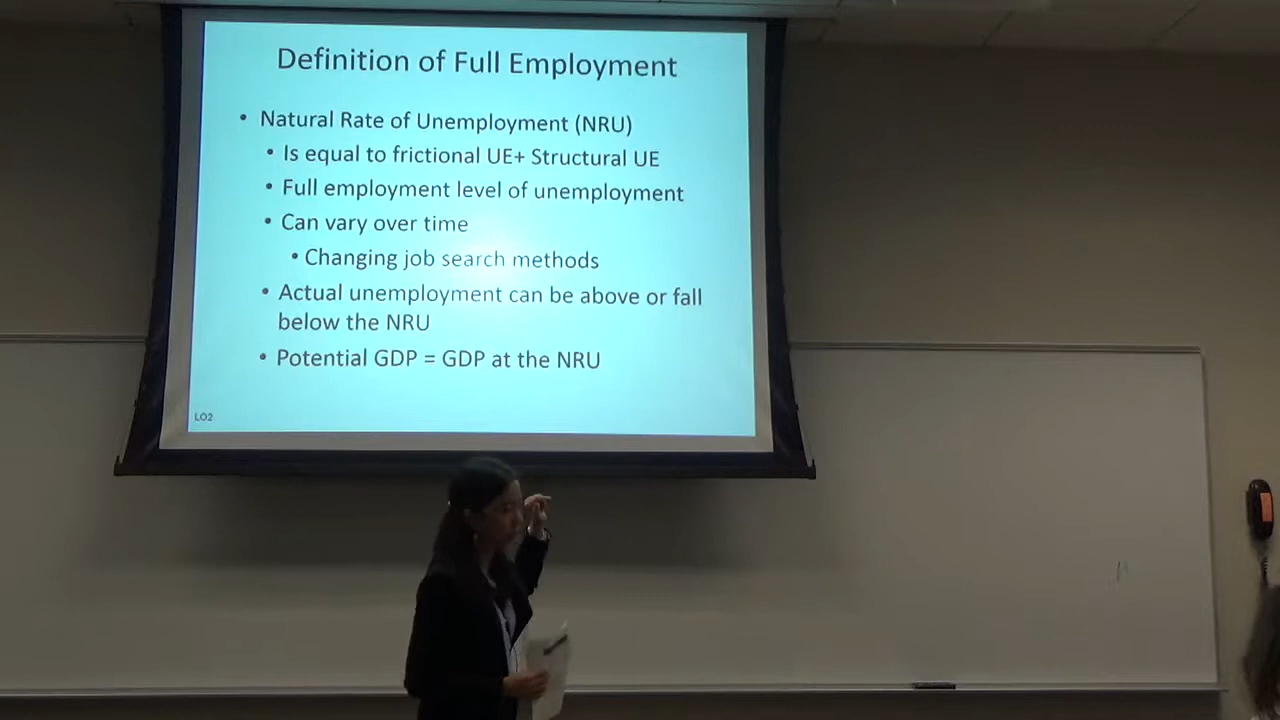 Definition of Full Employment
• Natural Rate of Unemployment (NRU)
• Is equal to frictional UE+ Structural UE
• Full employment level of unemployment
• Can vary over time
• Changing job search methods
• Actual unemployment can be above or fall
below the NRU
• Potential GDP = GDP at the NRU
LO2